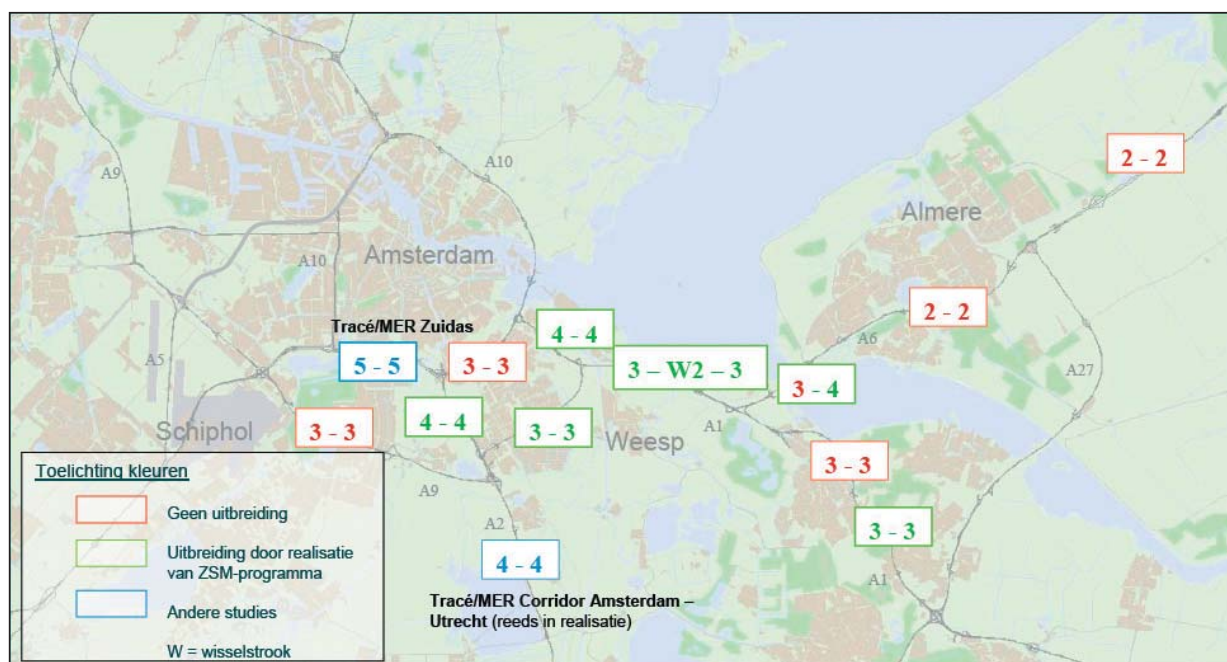 A10
A9
2 - 2
Almere
Amsterdam
A10
Tracé/MER Zuidas
5 - 5
3 - 3
4 - 4
3 – W2 – 3
2 - 2
A6
3 - 4
A27
A5
Schiphol
3 - 3
4 - 4
3 - 3
Weesp
A1
3 - 3
A9
A2
3 - 3
A1
4 - 4
Tracé/MER Corridor Amsterdam –
Utrecht (reeds in realisatie)
Toelichting kleuren
Geen uitbreiding
Uitbreiding door realisatie
van ZSM-programma
Andere studies
W = wisselstrook